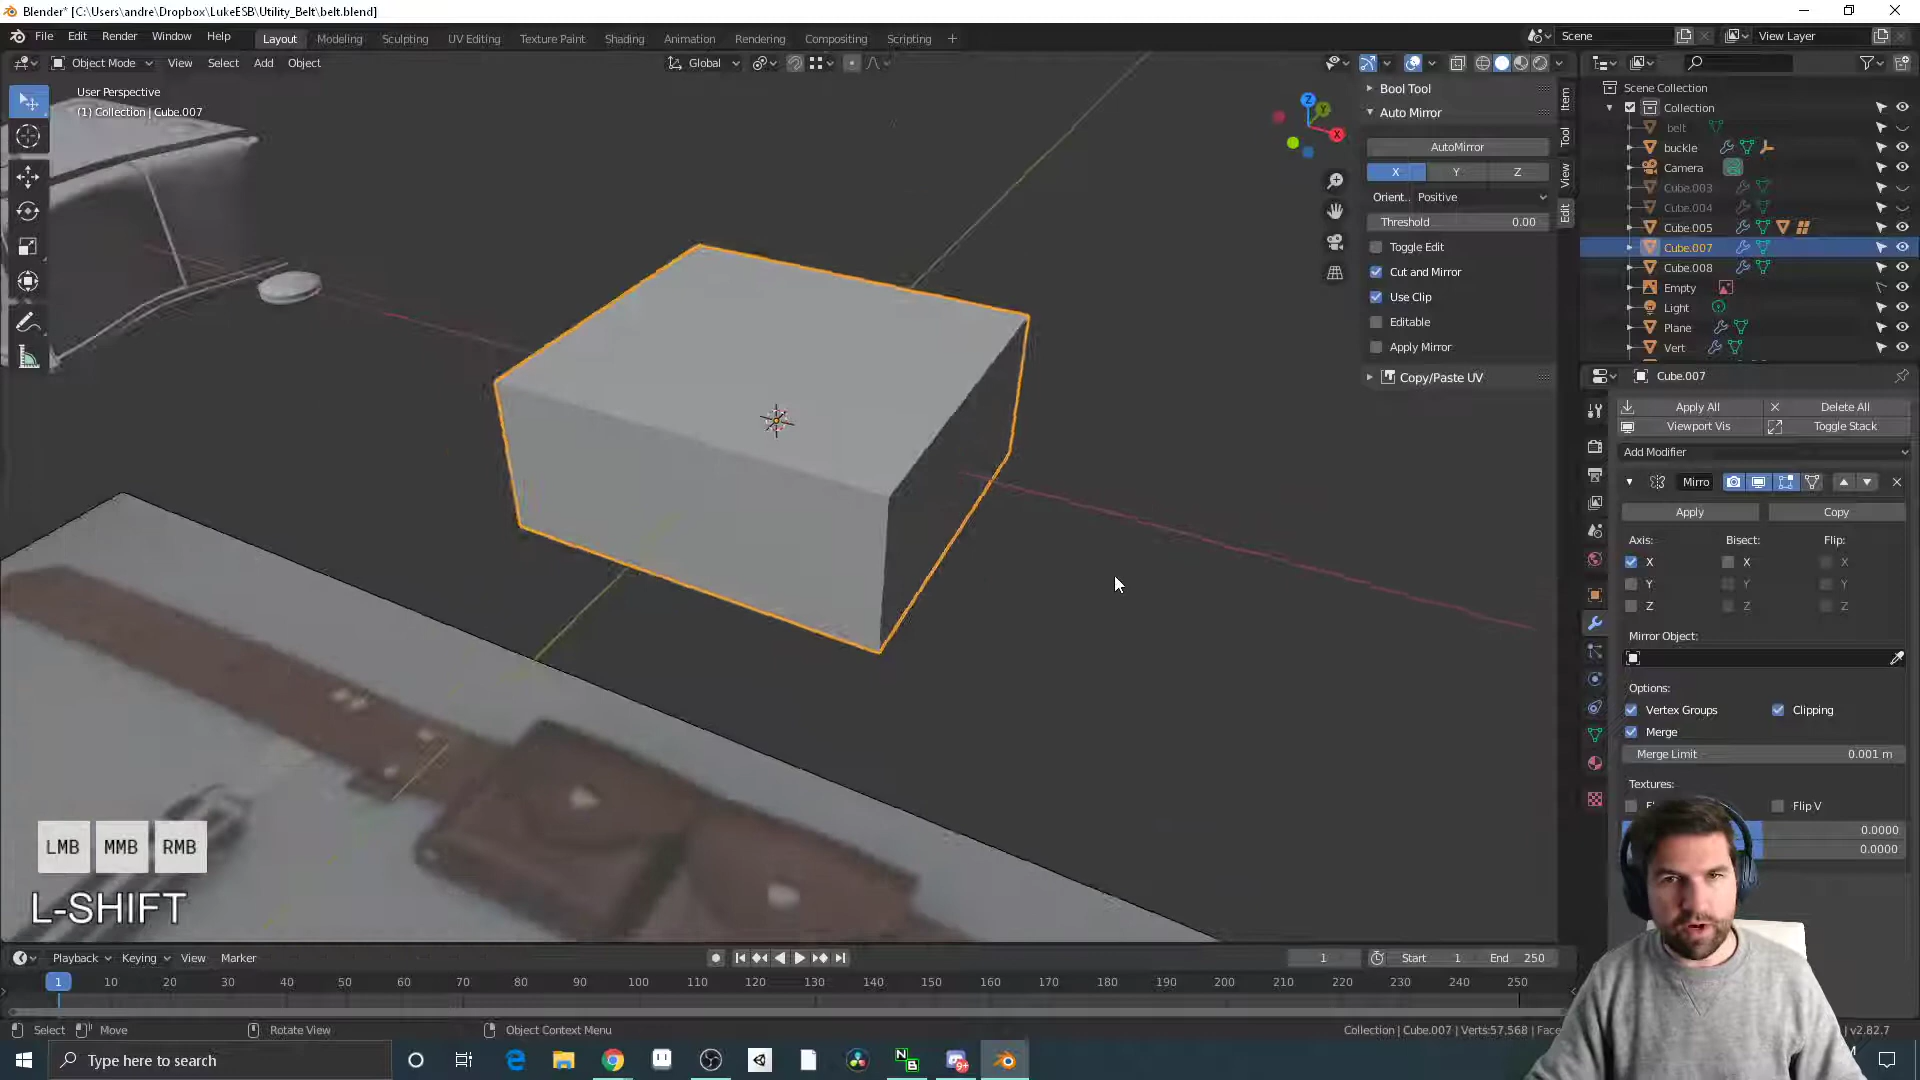 Blender* [C:\Users\andre\Dropbox\LukeESB\Utility_Belt\belt.blend]
File Edit Render Window Help
Layout Modeling Sculpting UV Editing Texture Paint Shading Animation Rendering Compositing Scripting +
Scene
View Layer
Object Mode View Select Add Object
Global
User Perspective
(1) Collection | Cube.007
Z
Y
X
Bool Tool
Auto Mirror
AutoMirror
X Y Z
Orient.. Positive
Threshold 0.00
Toggle Edit
Cut and Mirror
Use Clip
Editable
Apply Mirror
Copy/Paste UV
Item
Tool
View
Edit
Scene Collection
Collection
belt
buckle
Camera
Cube.003
Cube.004
Cube.005
Cube.007
Cube.008
Empty
Light
Plane
Vert
Cube.007
Apply All Delete All
Viewport Vis Toggle Stack
Add Modifier
Mirro
Apply Copy
Axis: Bisect: Flip:
X X X
Y Y Y
Z Z Z
Mirror Object:
Options:
Vertex Groups Clipping
Merge
Merge Limit 0.001 m
Textures:
Flip V
0.0000
0.0000
LMB MMB RMB
L-SHIFT
Playback Keying View Marker
1 Start 1 End 250
1 10 20 30 40 50 60 70 80 90 100 110 120 130 140 150 160 170 180 190 200 210 220 230 240 250
Select Move Rotate View Object Context Menu
Collection | Cube.007 | Verts:57,568 | Face
v2.82.7
Type here to search
N
B
9+